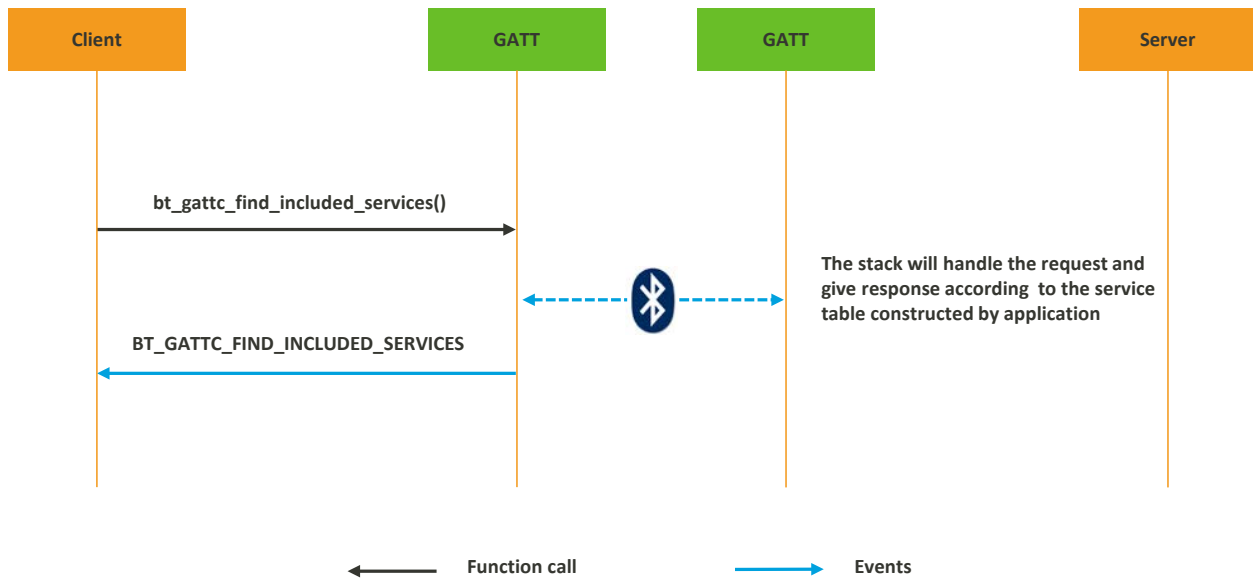 Client
GATT
GATT
Server
bt_gattc_find_included_services()
The stack will handle the request and
give response according to the service
table constructed by application
BT_GATTC_FIND_INCLUDED_SERVICES
Function call
Events